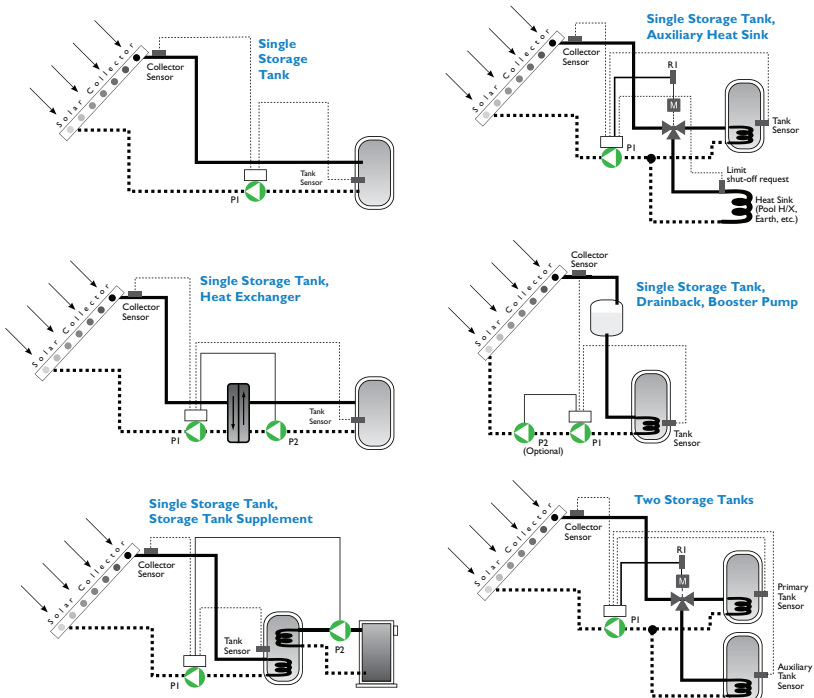 Single
Storage
Tank
Solar Collector
Collector
Sensor
Tank
Sensor
P1
Single Storage Tank,
Auxiliary Heat Sink
Solar Collector
Collector
Sensor
R1
M
Tank
Sensor
P1
Limit
shut-off request
Heat Sink
(Pool H/X,
Earth, etc.)
Single Storage Tank,
Heat Exchanger
Solar Collector
Collector
Sensor
Tank
Sensor
P1
P2
Single Storage Tank,
Drainback, Booster Pump
Solar Collector
Collector
Sensor
P2
(Optional)
P1
Tank
Sensor
Single Storage Tank,
Storage Tank Supplement
Solar Collector
Collector
Sensor
Tank
Sensor
P1
P2
Two Storage Tanks
Solar Collector
Collector
Sensor
R1
M
P1
Primary
Tank
Sensor
Auxiliary
Tank
Sensor